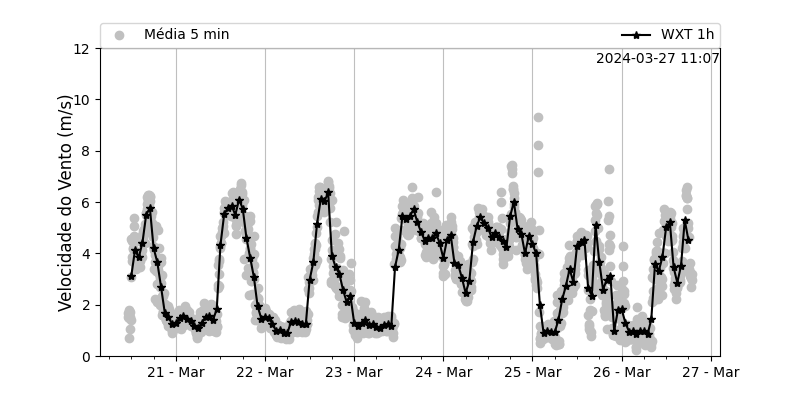 Média 5 min
WXT 1h
2024-03-27 11:07
Velocidade do Vento (m/s)
12
10
8
6
4
2
0
21 - Mar
22 - Mar
23 - Mar
24 - Mar
25 - Mar
26 - Mar
27 - Mar